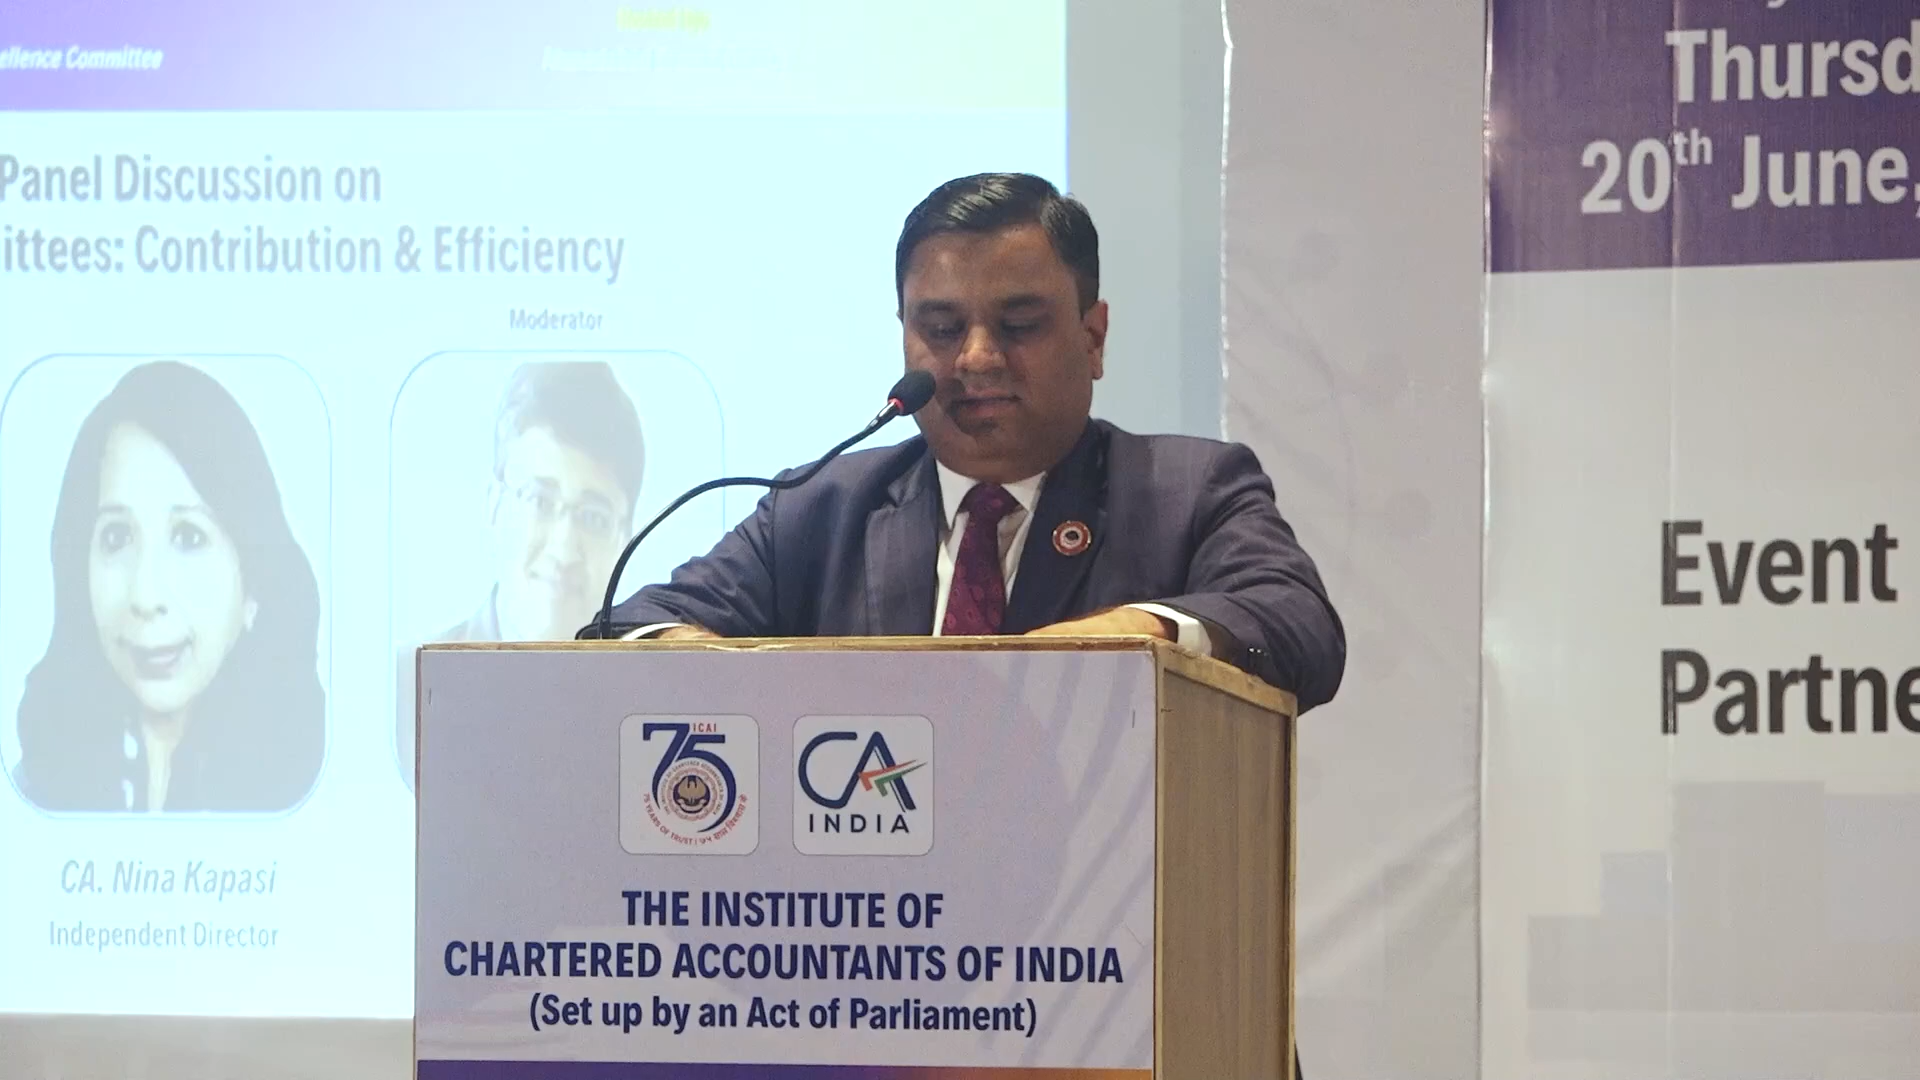 ellence Committee
Panel Discussion on
ittees: Contribution & Efficiency
Moderator
CA. Nina Kapasi
Independent Director
Thursd
20th June,
Event
Partne
ICAI
75
CA
INDIA
THE INSTITUTE OF
CHARTERED ACCOUNTANTS OF INDIA
(Set up by an Act of Parliament)